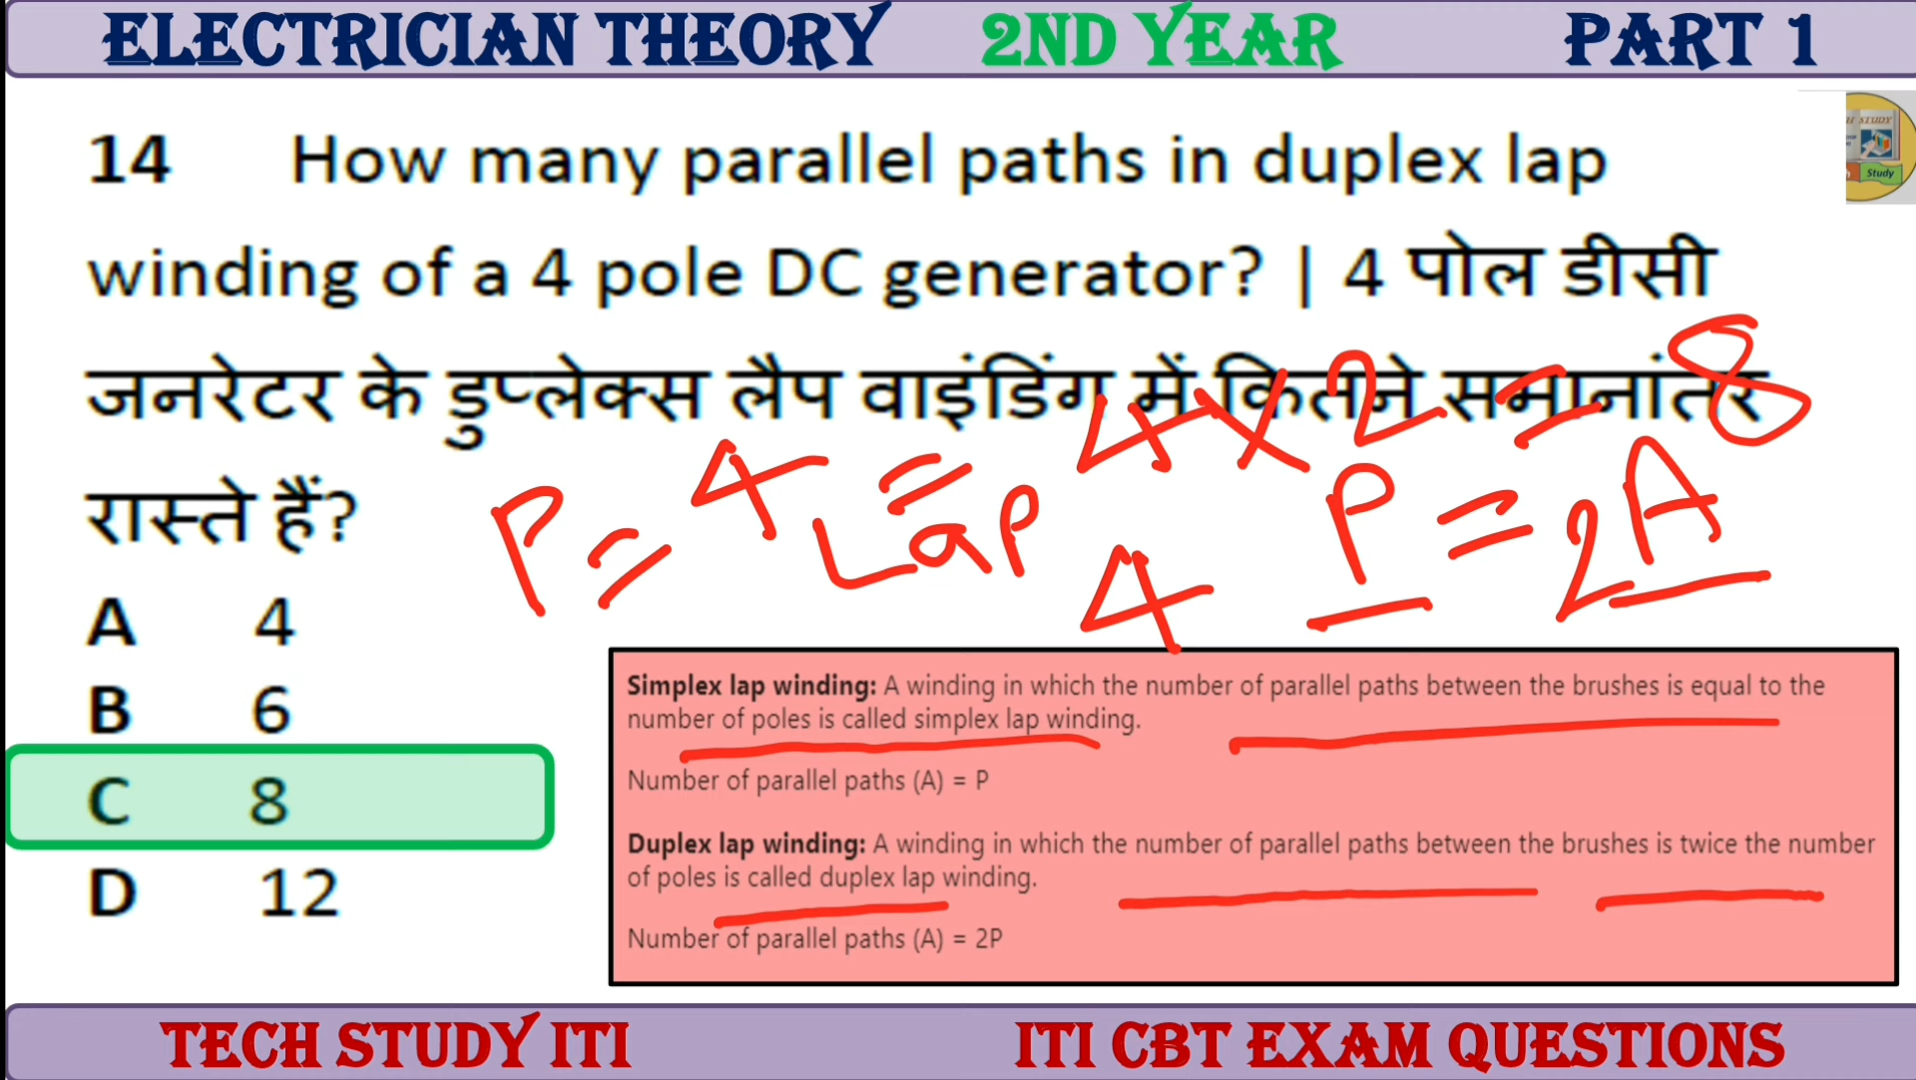 ELECTRICIAN THEORY 2ND YEAR PART 1
H STUDY
Study
14 How many parallel paths in duplex lap
winding of a 4 pole DC generator? | 4 पोल डीसी
जनरेटर के डुप्लेक्स लैप वाइंडिंग में कितने समानांतर
रास्ते हैं?
4 x 2 = 8
P = 4 = Lap
4 P = 2A
A 4
B 6
C 8
D 12
Simplex lap winding: A winding in which the number of parallel paths between the brushes is equal to the
number of poles is called simplex lap winding.
Number of parallel paths (A) = P
Duplex lap winding: A winding in which the number of parallel paths between the brushes is twice the number
of poles is called duplex lap winding.
Number of parallel paths (A) = 2P
TECH STUDY ITI ITI CBT EXAM QUESTIONS